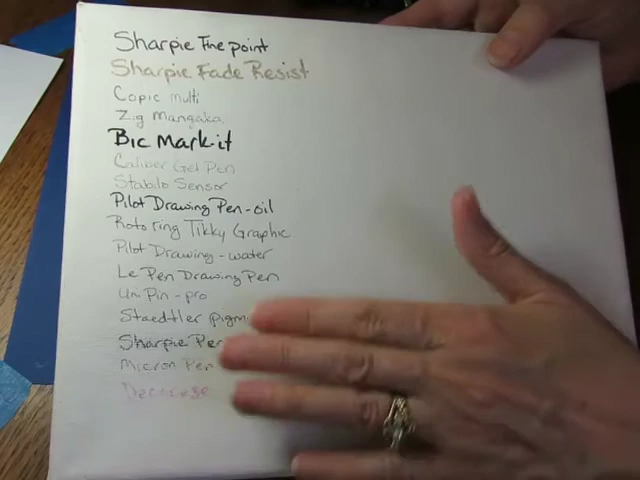 Sharpie Fine point
Sharpie Fade Resist
Copic multi
Zig Mangaka
Bic Mark-it
Caliber Gel Pen
Stabilo Sensor
Pilot Drawing Pen-oil
Rotoring Tikky Graphic
Pilot Drawing - water
Le Pen Drawing Pen
Uni Pin - pro
Staedtler pigm
Sharpie Pen
Micron Pen